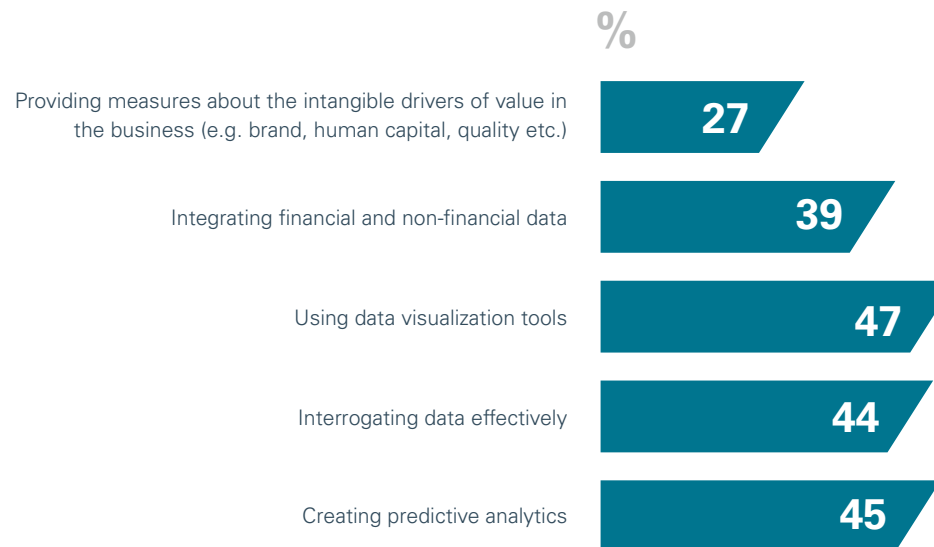 %
Providing measures about the intangible drivers of value in
the business (e.g. brand, human capital, quality etc.)
27
Integrating financial and non-financial data
39
Using data visualization tools
47
Interrogating data effectively
44
Creating predictive analytics
45